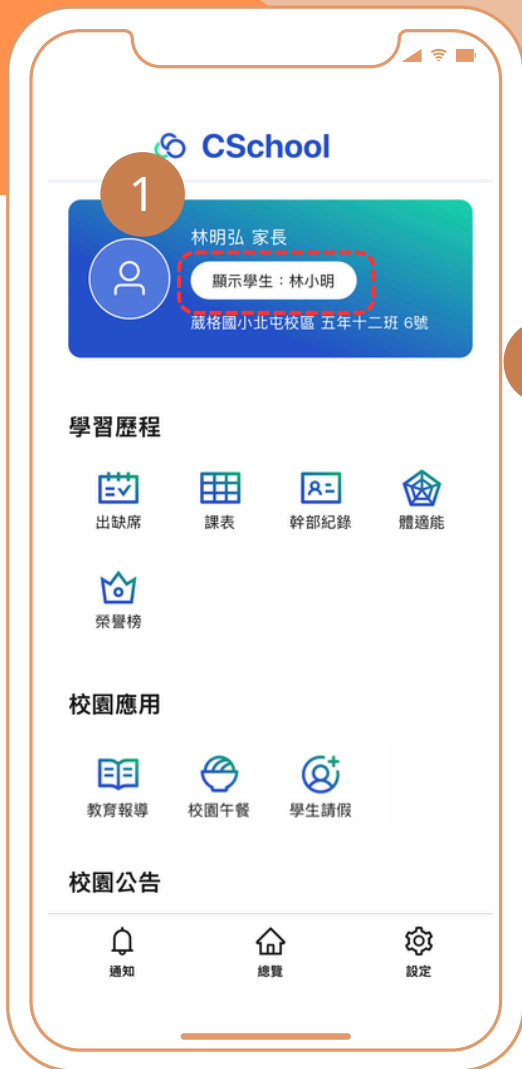 CSchool
1
林明弘 家長
顯示學生：林小明
葳格國小北屯校區 五年十二班 6號
學習歷程
出缺席 課表 幹部紀錄 體適能
榮譽榜
校園應用
教育報導 校園午餐 學生請假
校園公告
通知 總覽 設定